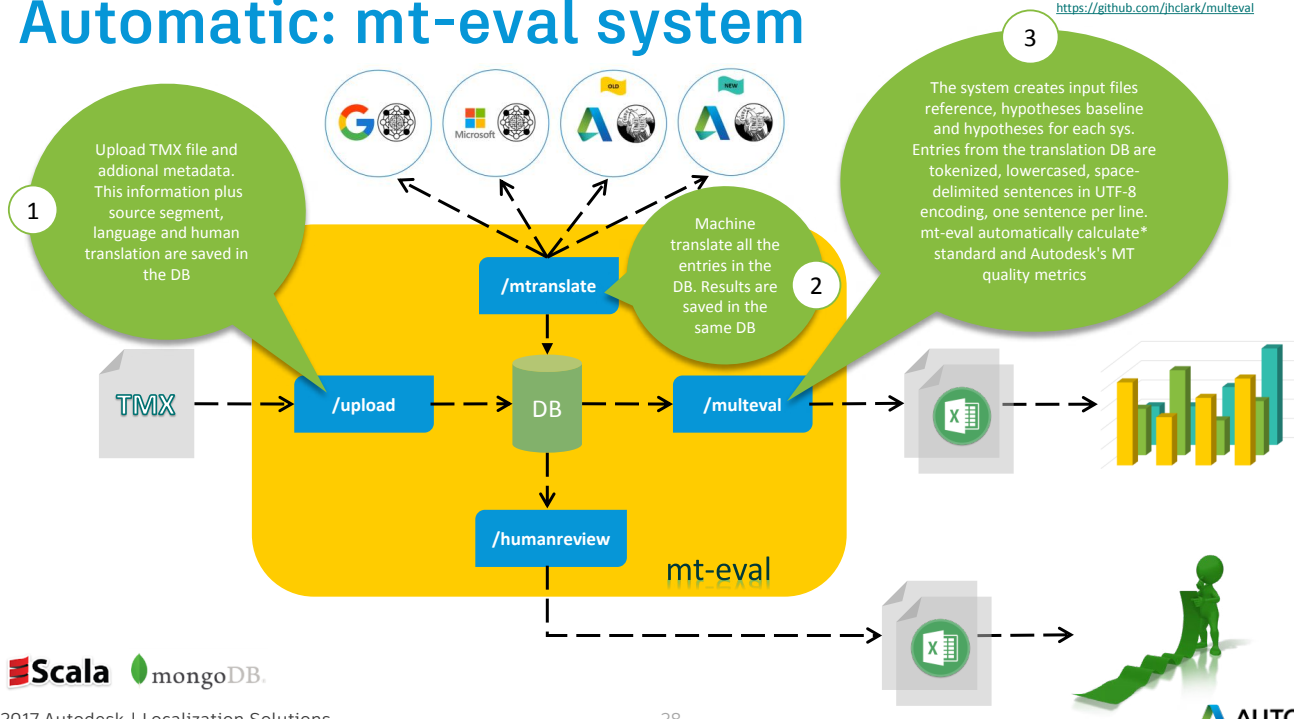 Automatic: mt-eval system
https://github.com/jhclark/multeval
OLD
NEW
G
Microsoft
1
Upload TMX file and
addional metadata.
This information plus
source segment,
language and human
translation are saved in
the DB
2
Machine
translate all the
entries in the
DB. Results are
saved in the
same DB
3
The system creates input files
reference, hypotheses baseline
and hypotheses for each sys.
Entries from the translation DB are
tokenized, lowercased, space-
delimited sentences in UTF-8
encoding, one sentence per line.
mt-eval automatically calculate*
standard and Autodesk's MT
quality metrics
/mtranslate
TMX
/upload
DB
/multeval
X
/humanreview
mt-eval
X
Scala
mongoDB.
2017 Autodesk | Localization Solutions
28
AUTO